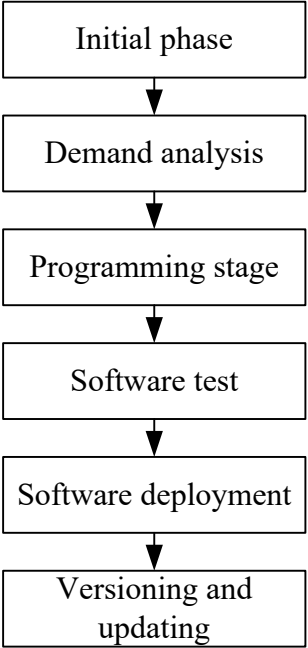 Initial phase
Demand analysis
Programming stage
Software test
Software deployment
Versioning and
updating